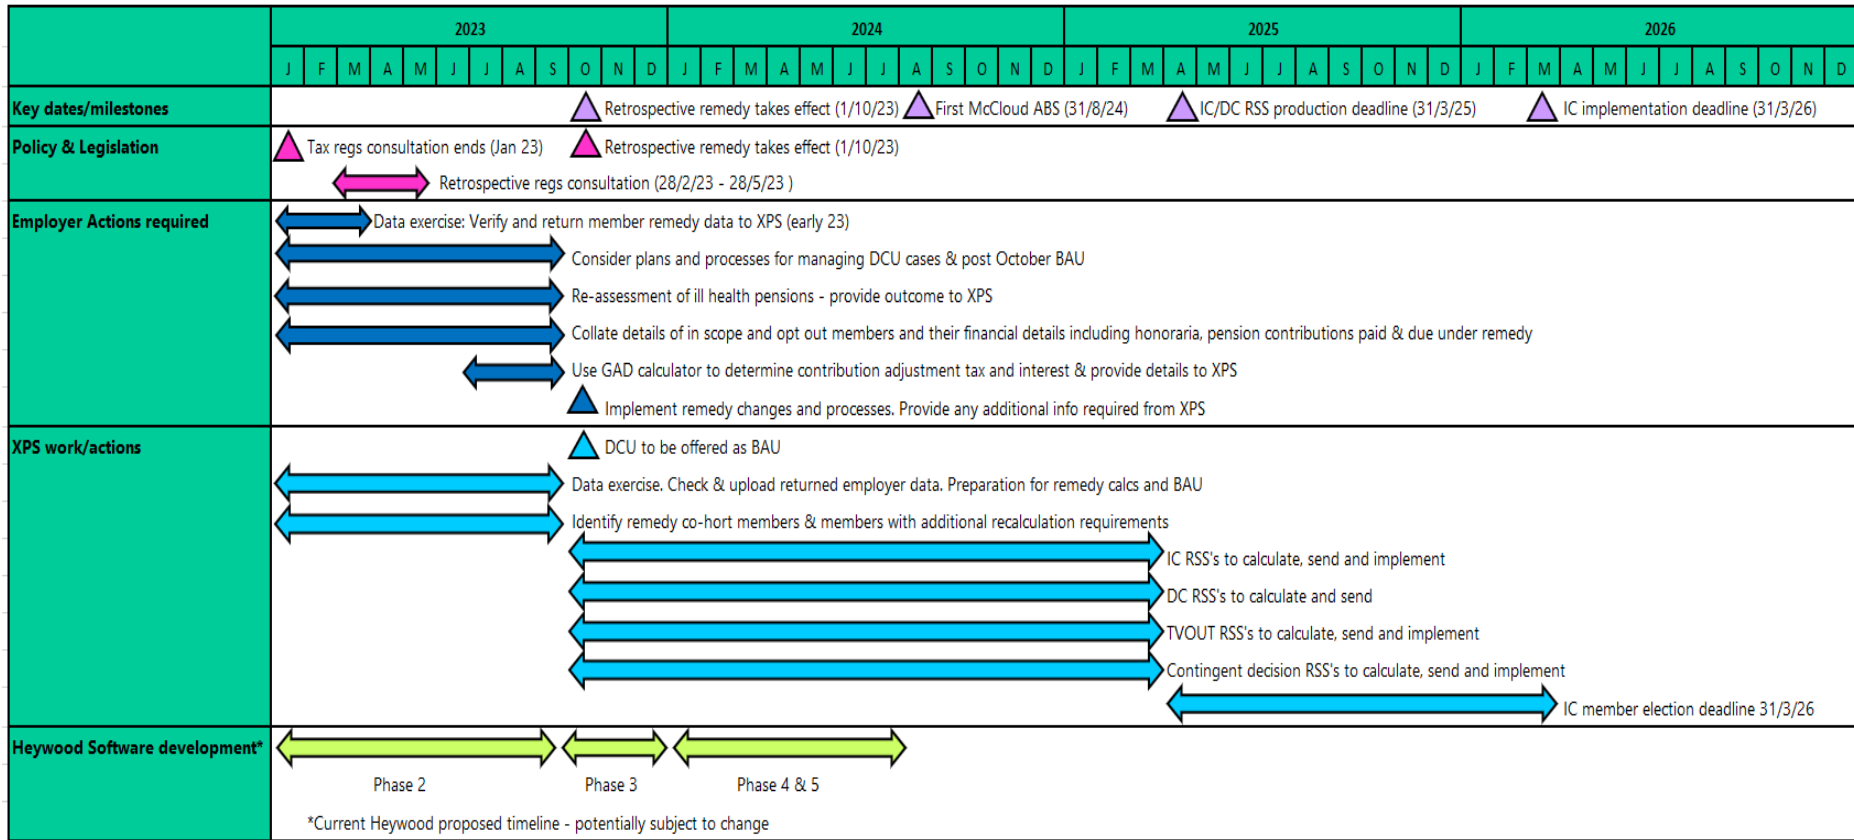 2023 2024 2025 2026
J F M A M J J A S O N D J F M A M J J A S O N D J F M A M J J A S O N D J F M A M J J A S O N D
Key dates/milestones Retrospective remedy takes effect (1/10/23) First McCloud ABS (31/8/24) IC/DC RSS production deadline (31/3/25) IC implementation deadline (31/3/26)
Policy & Legislation Tax regs consultation ends (Jan 23) Retrospective remedy takes effect (1/10/23)
Retrospective regs consultation (28/2/23 - 28/5/23 )
Employer Actions required Data exercise: Verify and return member remedy data to XPS (early 23)
Consider plans and processes for managing DCU cases & post October BAU
Re-assessment of ill health pensions - provide outcome to XPS
Collate details of in scope and opt out members and their financial details including honoraria, pension contributions paid & due under remedy
Use GAD calculator to determine contribution adjustment tax and interest & provide details to XPS
Implement remedy changes and processes. Provide any additional info required from XPS
XPS work/actions DCU to be offered as BAU
Data exercise. Check & upload returned employer data. Preparation for remedy calcs and BAU
Identify remedy co-hort members & members with additional recalculation requirements
IC RSS's to calculate, send and implement
DC RSS's to calculate and send
TVOUT RSS's to calculate, send and implement
Contingent decision RSS's to calculate, send and implement
IC member election deadline 31/3/26
Heywood Software development*
Phase 2 Phase 3 Phase 4 & 5
*Current Heywood proposed timeline - potentially subject to change